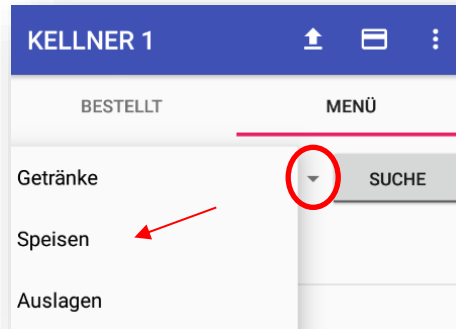 KELLNER 1
BESTELLT MENÜ
Getränke SUCHE
Speisen
Auslagen